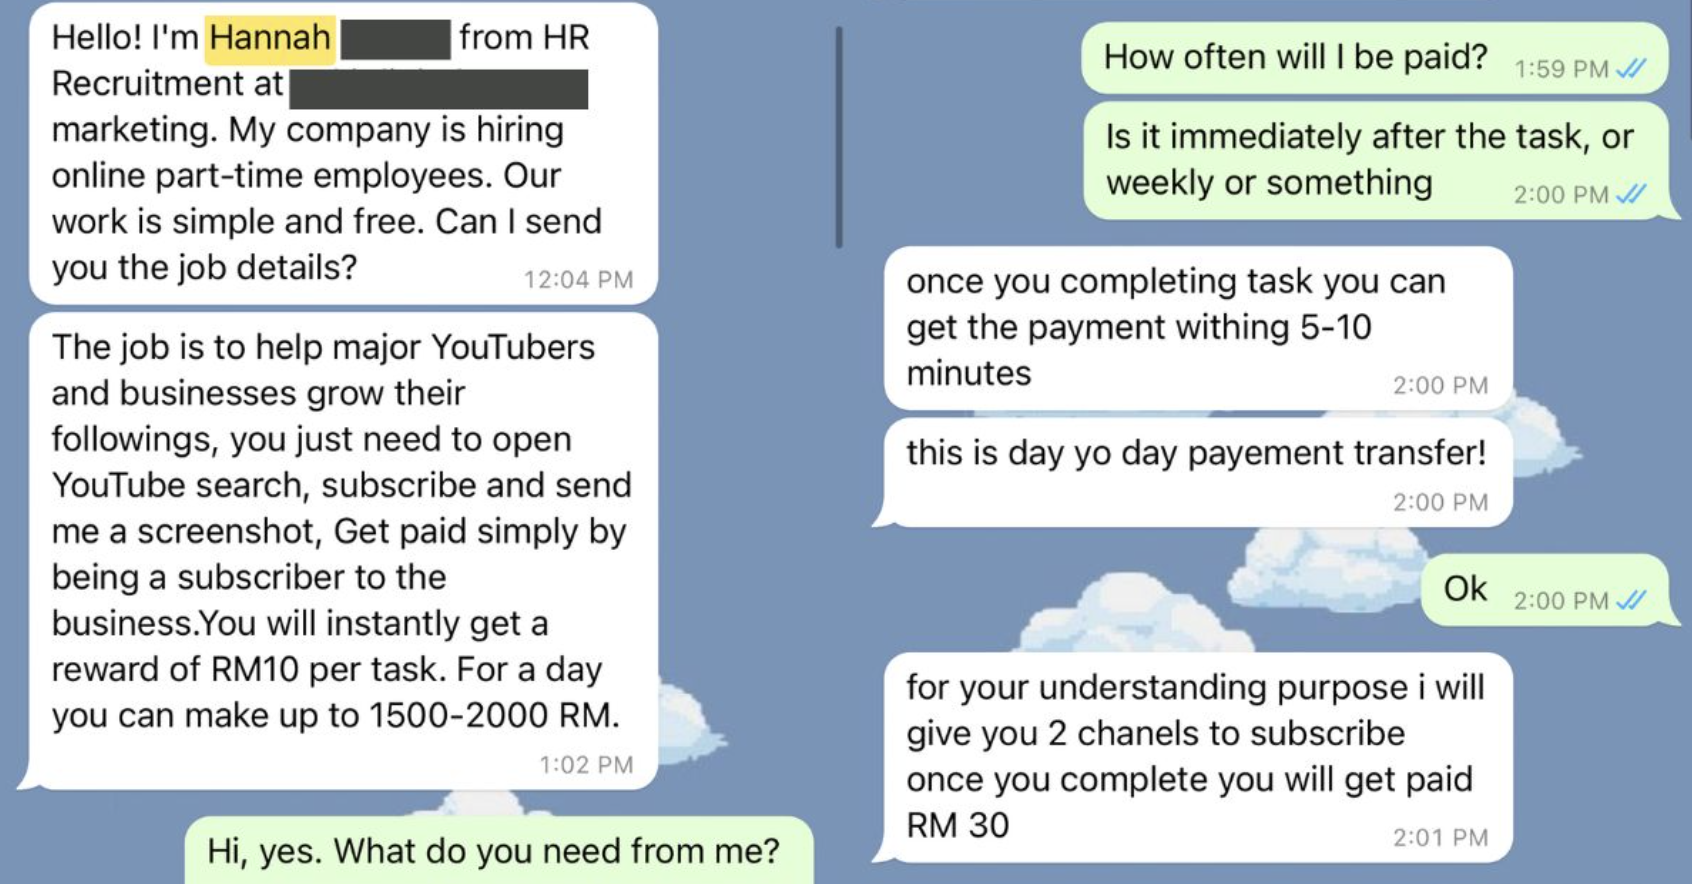 Hello! I'm Hannah from HR
Recruitment at
marketing. My company is hiring
online part-time employees. Our
work is simple and free. Can I send
you the job details?
12:04 PM
The job is to help major YouTubers
and businesses grow their
followings, you just need to open
YouTube search, subscribe and send
me a screenshot, Get paid simply by
being a subscriber to the
business.You will instantly get a
reward of RM10 per task. For a day
you can make up to 1500-2000 RM.
1:02 PM
Hi, yes. What do you need from me?
How often will I be paid?
1:59 PM
Is it immediately after the task, or
weekly or something
2:00 PM
once you completing task you can
get the payment withing 5-10
minutes
2:00 PM
this is day yo day payement transfer!
2:00 PM
Ok
2:00 PM
for your understanding purpose i will
give you 2 chanels to subscribe
once you complete you will get paid
RM 30
2:01 PM